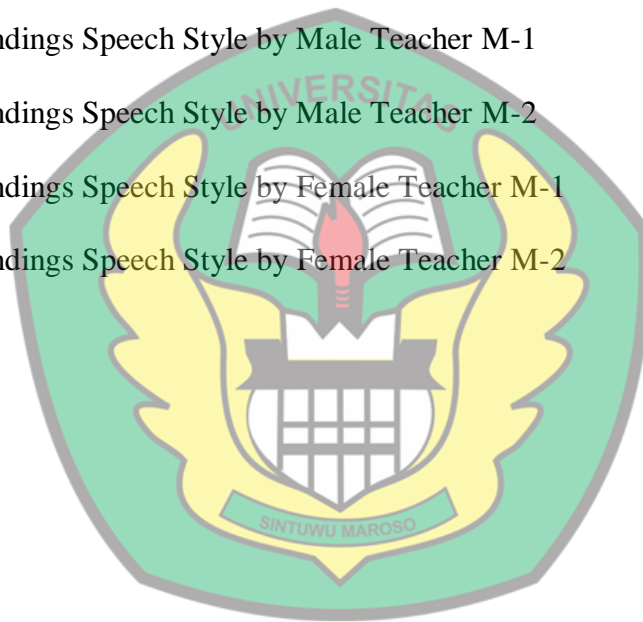 ndings Speech Style by Male Teacher M-1
UNIVERSITAS
ndings Speech Style by Male Teacher M-2
ndings Speech Style by Female Teacher M-1
ndings Speech Style by Female Teacher M-2
SINTUWU MAROSO